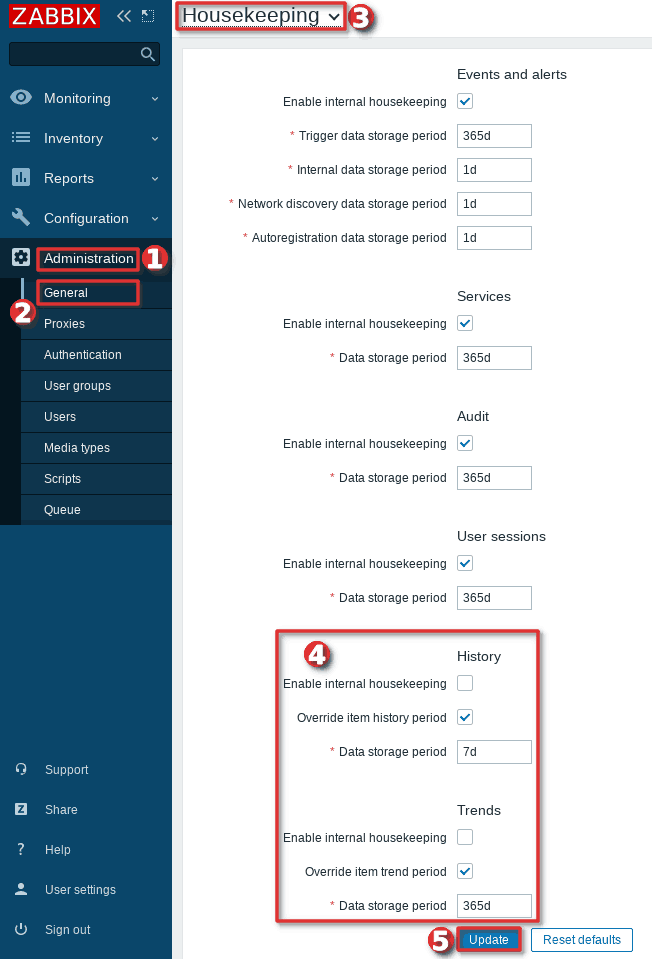 ZABBIX
Monitoring
Inventory
Reports
Configuration
Administration 1
2 General
Proxies
Authentication
User groups
Users
Media types
Scripts
Queue
Support
Share
Help
User settings
Sign out
Housekeeping 3
Events and alerts
Enable internal housekeeping
* Trigger data storage period 365d
* Internal data storage period 1d
* Network discovery data storage period 1d
* Autoregistration data storage period 1d
Services
Enable internal housekeeping
* Data storage period 365d
Audit
Enable internal housekeeping
* Data storage period 365d
User sessions
Enable internal housekeeping
* Data storage period 365d
4
History
Enable internal housekeeping
Override item history period
* Data storage period 7d
Trends
Enable internal housekeeping
Override item trend period
* Data storage period 365d
5 Update Reset defaults